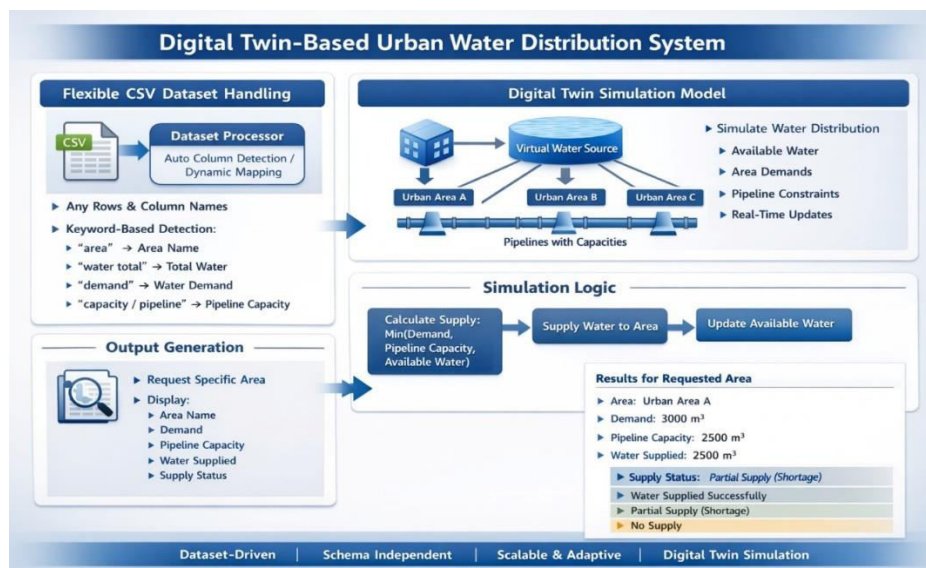 Digital Twin-Based Urban Water Distribution System
Flexible CSV Dataset Handling
CSV
Dataset Processor
Auto Column Detection /
Dynamic Mapping
▸ Any Rows & Column Names
▸ Keyword-Based Detection:
▸ "area" → Area Name
▸ "water total" → Total Water
▸ "demand" → Water Demand
▸ "capacity / pipeline" → Pipeline Capacity
Digital Twin Simulation Model
Virtual Water Source
Urban Area A
Urban Area B
Urban Area C
Pipelines with Capacities
▸ Simulate Water Distribution
▸ Available Water
▸ Area Demands
▸ Pipeline Constraints
▸ Real-Time Updates
Output Generation
▸ Request Specific Area
▸ Display:
▸ Area Name
▸ Demand
▸ Pipeline Capacity
▸ Water Supplied
▸ Supply Status
Simulation Logic
Calculate Supply:
Min(Demand,
Pipeline Capacity,
Available Water)
Supply Water to Area
Update Available Water
Results for Requested Area
▸ Area: Urban Area A
▸ Demand: 3000 m³
▸ Pipeline Capacity: 2500 m³
▸ Water Supplied: 2500 m³
▸ Supply Status: Partial Supply (Shortage)
▸ Water Supplied Successfully
▸ Partial Supply (Shortage)
▸ No Supply
Dataset-Driven | Schema Independent | Scalable & Adaptive | Digital Twin Simulation